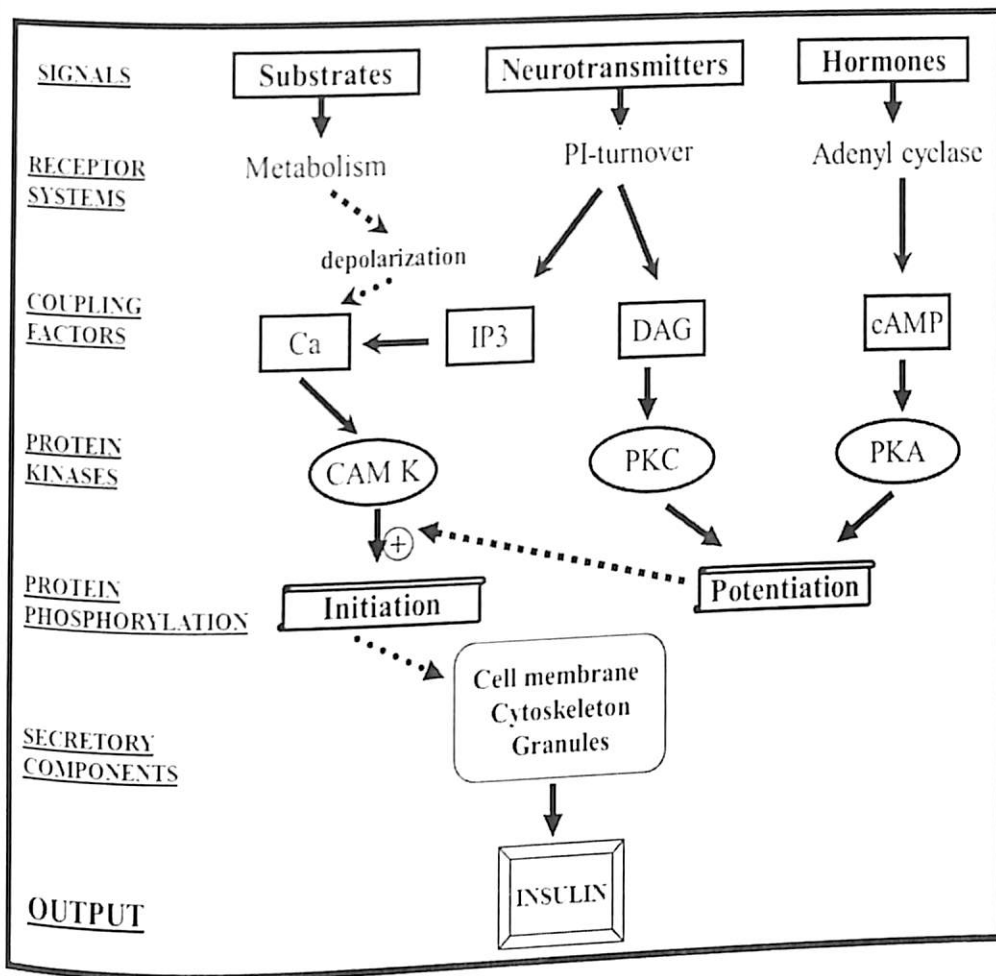 SIGNALS
Substrates
Neurotransmitters
Hormones
RECEPTOR
SYSTEMS
Metabolism
PI-turnover
Adenyl cyclase
depolarization
COUPLING
FACTORS
Ca
IP3
DAG
cAMP
PROTEIN
KINASES
CAM K
PKC
PKA
+
PROTEIN
PHOSPHORYLATION
Initiation
Potentiation
Cell membrane
Cytoskeleton
Granules
SECRETORY
COMPONENTS
OUTPUT
INSULIN